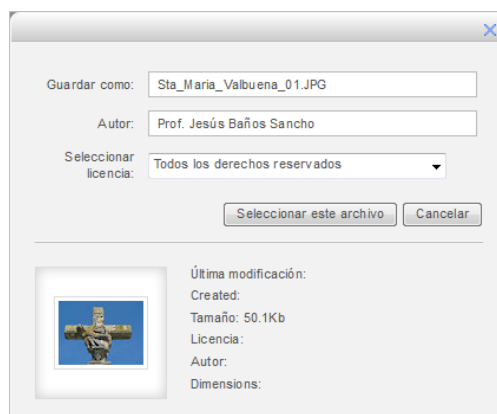 Guardar como: Sta_Maria_Valbuena_01.JPG
Autor: Prof. Jesús Baños Sancho
Seleccionar
licencia: Todos los derechos reservados
Seleccionar este archivo Cancelar
Última modificación:
Created:
Tamaño: 50.1Kb
Licencia:
Autor:
Dimensions: